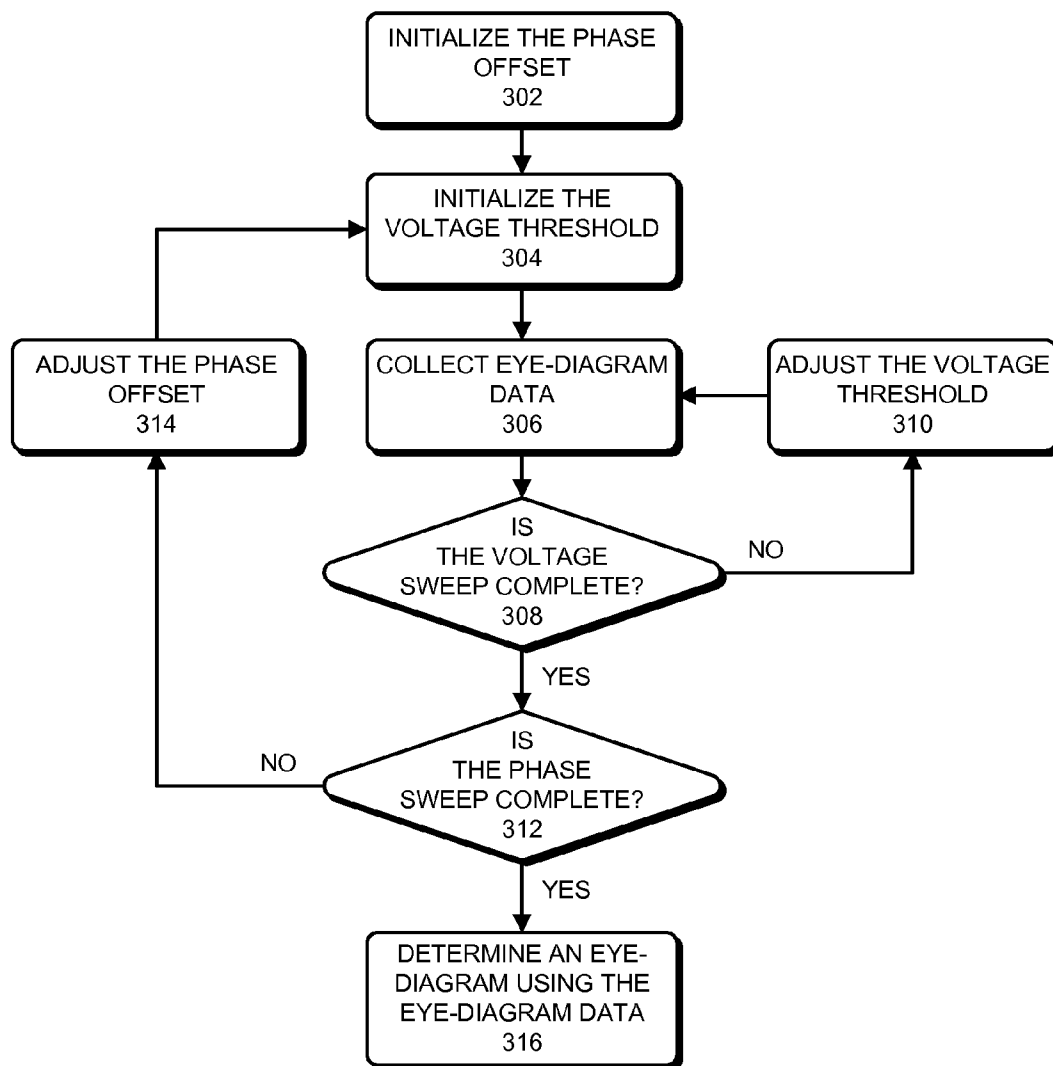 INITIALIZE THE PHASE
OFFSET
302
INITIALIZE THE
VOLTAGE THRESHOLD
304
ADJUST THE PHASE
OFFSET
314
COLLECT EYE-DIAGRAM
DATA
306
ADJUST THE VOLTAGE
THRESHOLD
310
IS
THE VOLTAGE
SWEEP COMPLETE?
308
NO
YES
IS
THE PHASE
SWEEP COMPLETE?
312
NO
YES
DETERMINE AN EYE-
DIAGRAM USING THE
EYE-DIAGRAM DATA
316